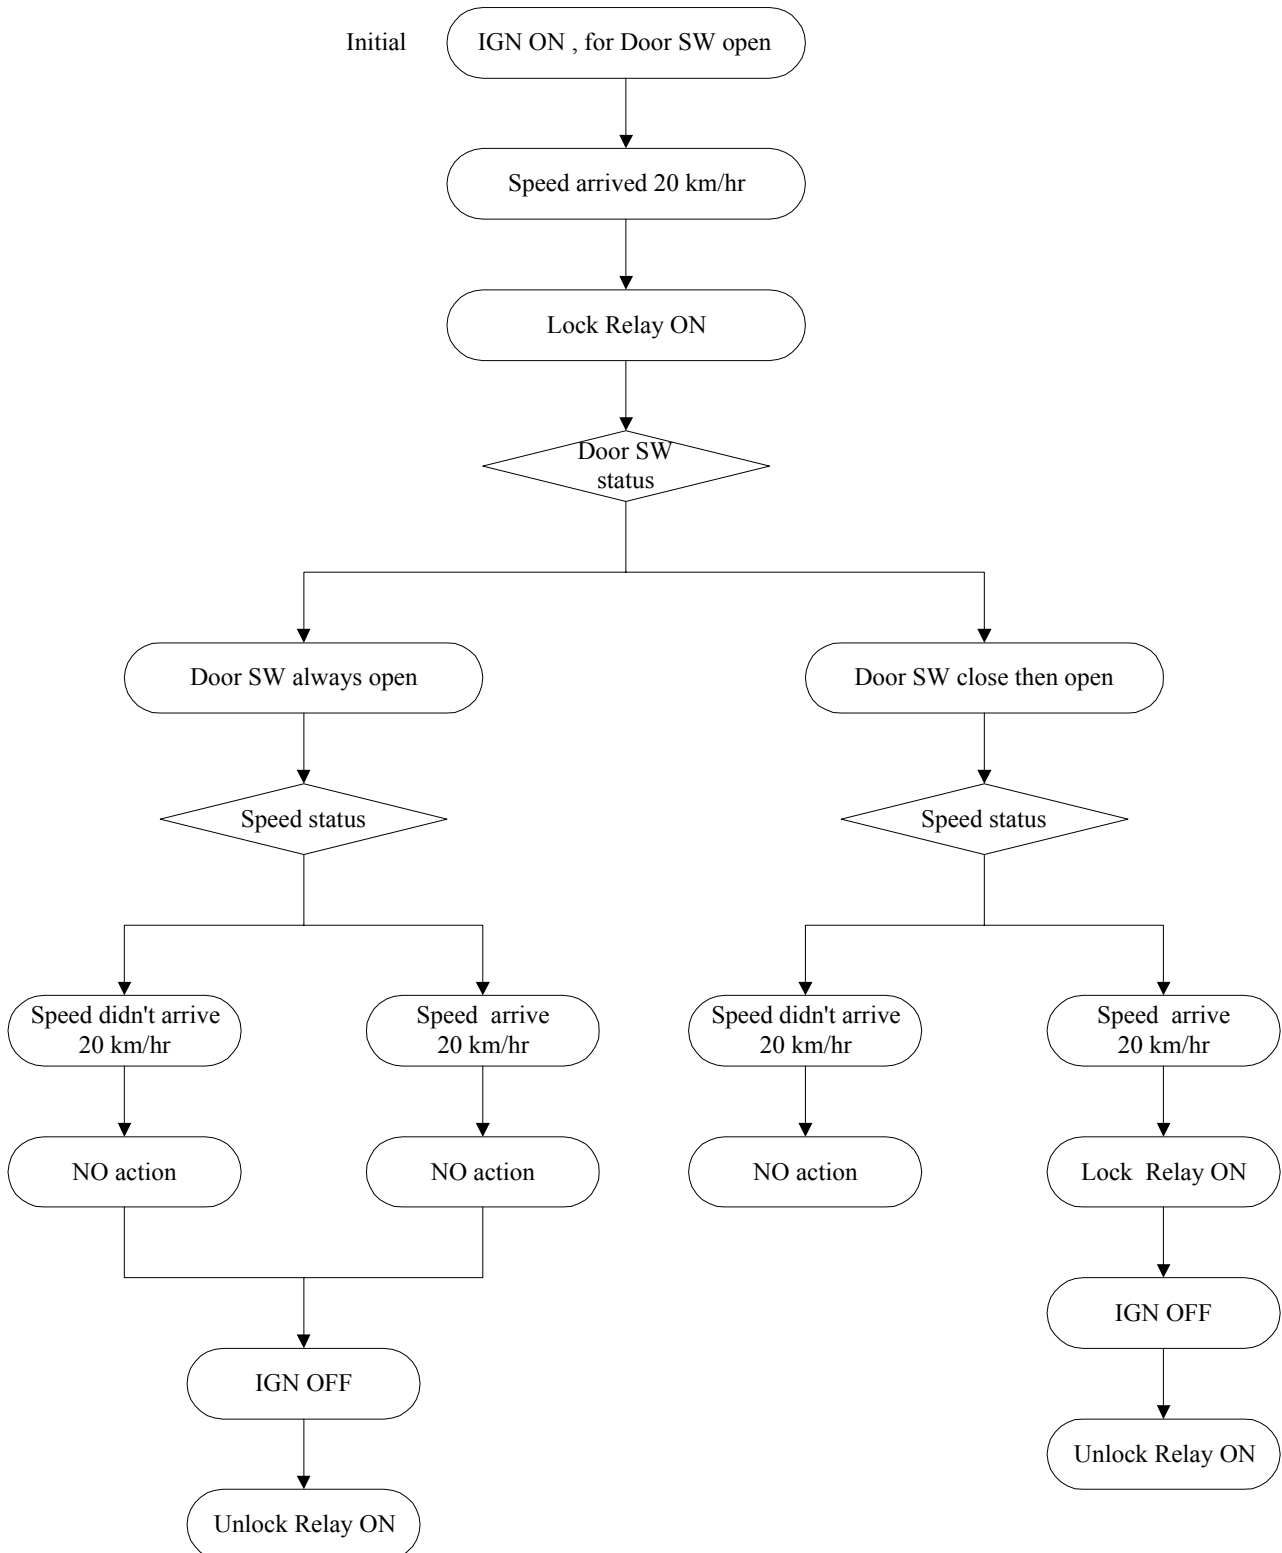 Initial
IGN ON , for Door SW open
Speed arrived 20 km/hr
Lock Relay ON
Door SW
status
Door SW always open
Door SW close then open
Speed status
Speed status
Speed didn't arrive
20 km/hr
Speed  arrive
20 km/hr
Speed didn't arrive
20 km/hr
Speed  arrive
20 km/hr
NO action
NO action
NO action
Lock  Relay ON
IGN OFF
IGN OFF
Unlock Relay ON
Unlock Relay ON